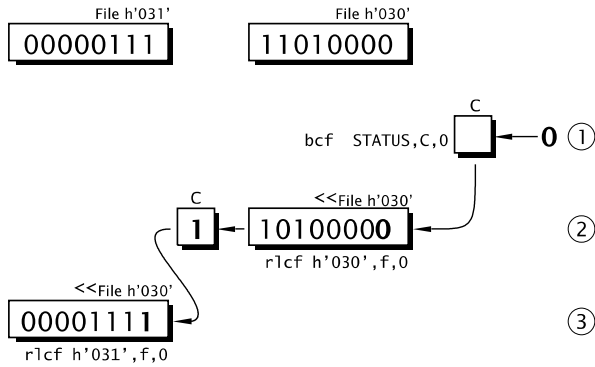 File h'031' File h'030'
00000111 11010000
C
bcf STATUS,C,0 0 1
C <<File h'030'
1 10100000 2
rlcf h'030',f,0
<<File h'030'
00001111 3
rlcf h'031',f,0